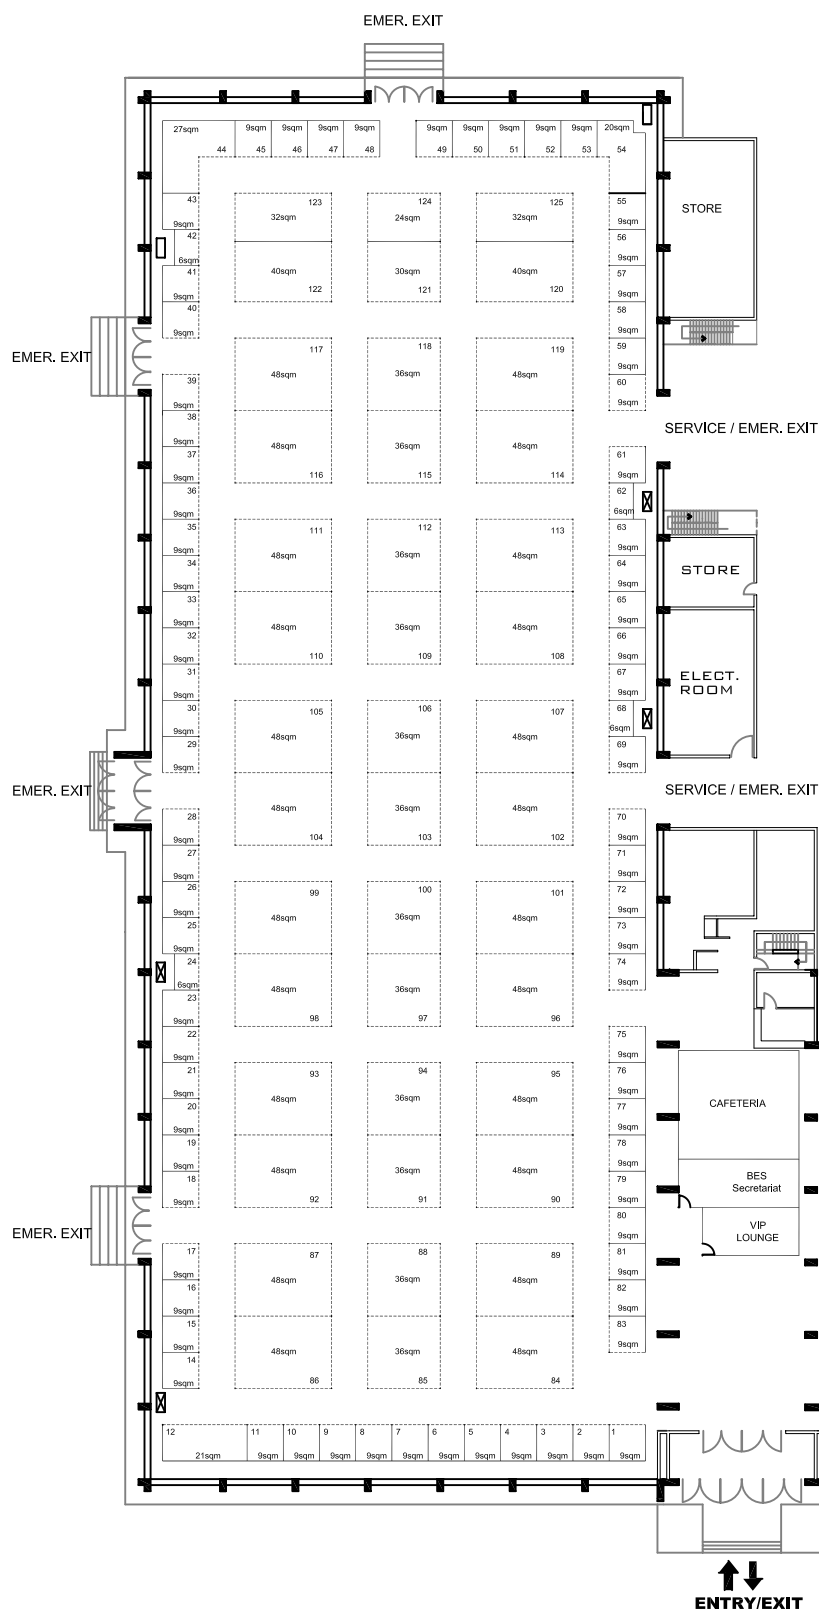 EMER. EXIT
27sqm 9sqm 9sqm 9sqm 9sqm 9sqm 9sqm 9sqm 9sqm 9sqm 20sqm
44 45 46 47 48 49 50 51 52 53 54
43 123 124 125 55
STORE
9sqm 32sqm 24sqm 32sqm 9sqm
42 56
6sqm 9sqm
41 40sqm 30sqm 40sqm 57
9sqm 122 121 120 9sqm
40 58
9sqm 9sqm
117 118 119 59
EMER. EXIT
48sqm 36sqm 48sqm 9sqm
39 60
9sqm 9sqm
38
SERVICE / EMER. EXIT
9sqm 48sqm 36sqm 48sqm
37 61
9sqm 116 115 114 9sqm
36 62
9sqm 6sqm
35 111 112 113 63
9sqm 48sqm 36sqm 48sqm 9sqm
34 64
STORE
9sqm 9sqm
33 65
9sqm 48sqm 36sqm 48sqm 9sqm
32 66
9sqm 110 109 108 9sqm
31 67
ELECT.
ROOM
9sqm 9sqm
30 105 106 107 68
9sqm 48sqm 36sqm 48sqm 6sqm
29 69
9sqm 9sqm
EMER. EXIT
SERVICE / EMER. EXIT
28 48sqm 36sqm 48sqm 70
9sqm 104 103 102 9sqm
27 71
9sqm 9sqm
26 99 100 101 72
9sqm 48sqm 36sqm 48sqm 9sqm
25 73
9sqm 9sqm
24 74
6sqm 48sqm 36sqm 48sqm 9sqm
23
9sqm 98 97 96
22 75
9sqm 9sqm
21 93 94 95 76
9sqm 48sqm 36sqm 48sqm 9sqm
20 77
CAFETERIA
9sqm 9sqm
19 78
9sqm 48sqm 36sqm 48sqm 9sqm
18 79
BES
Secretariat
9sqm 92 91 90 9sqm
80
VIP
LOUNGE
EMER. EXIT
9sqm
17 87 88 89 81
9sqm 48sqm 36sqm 48sqm 9sqm
16 82
9sqm 9sqm
15 83
9sqm 48sqm 36sqm 48sqm 9sqm
14
9sqm 86 85 84
12 11 10 9 8 7 6 5 4 3 2 1
21sqm 9sqm 9sqm 9sqm 9sqm 9sqm 9sqm 9sqm 9sqm 9sqm 9sqm 9sqm
ENTRY/EXIT